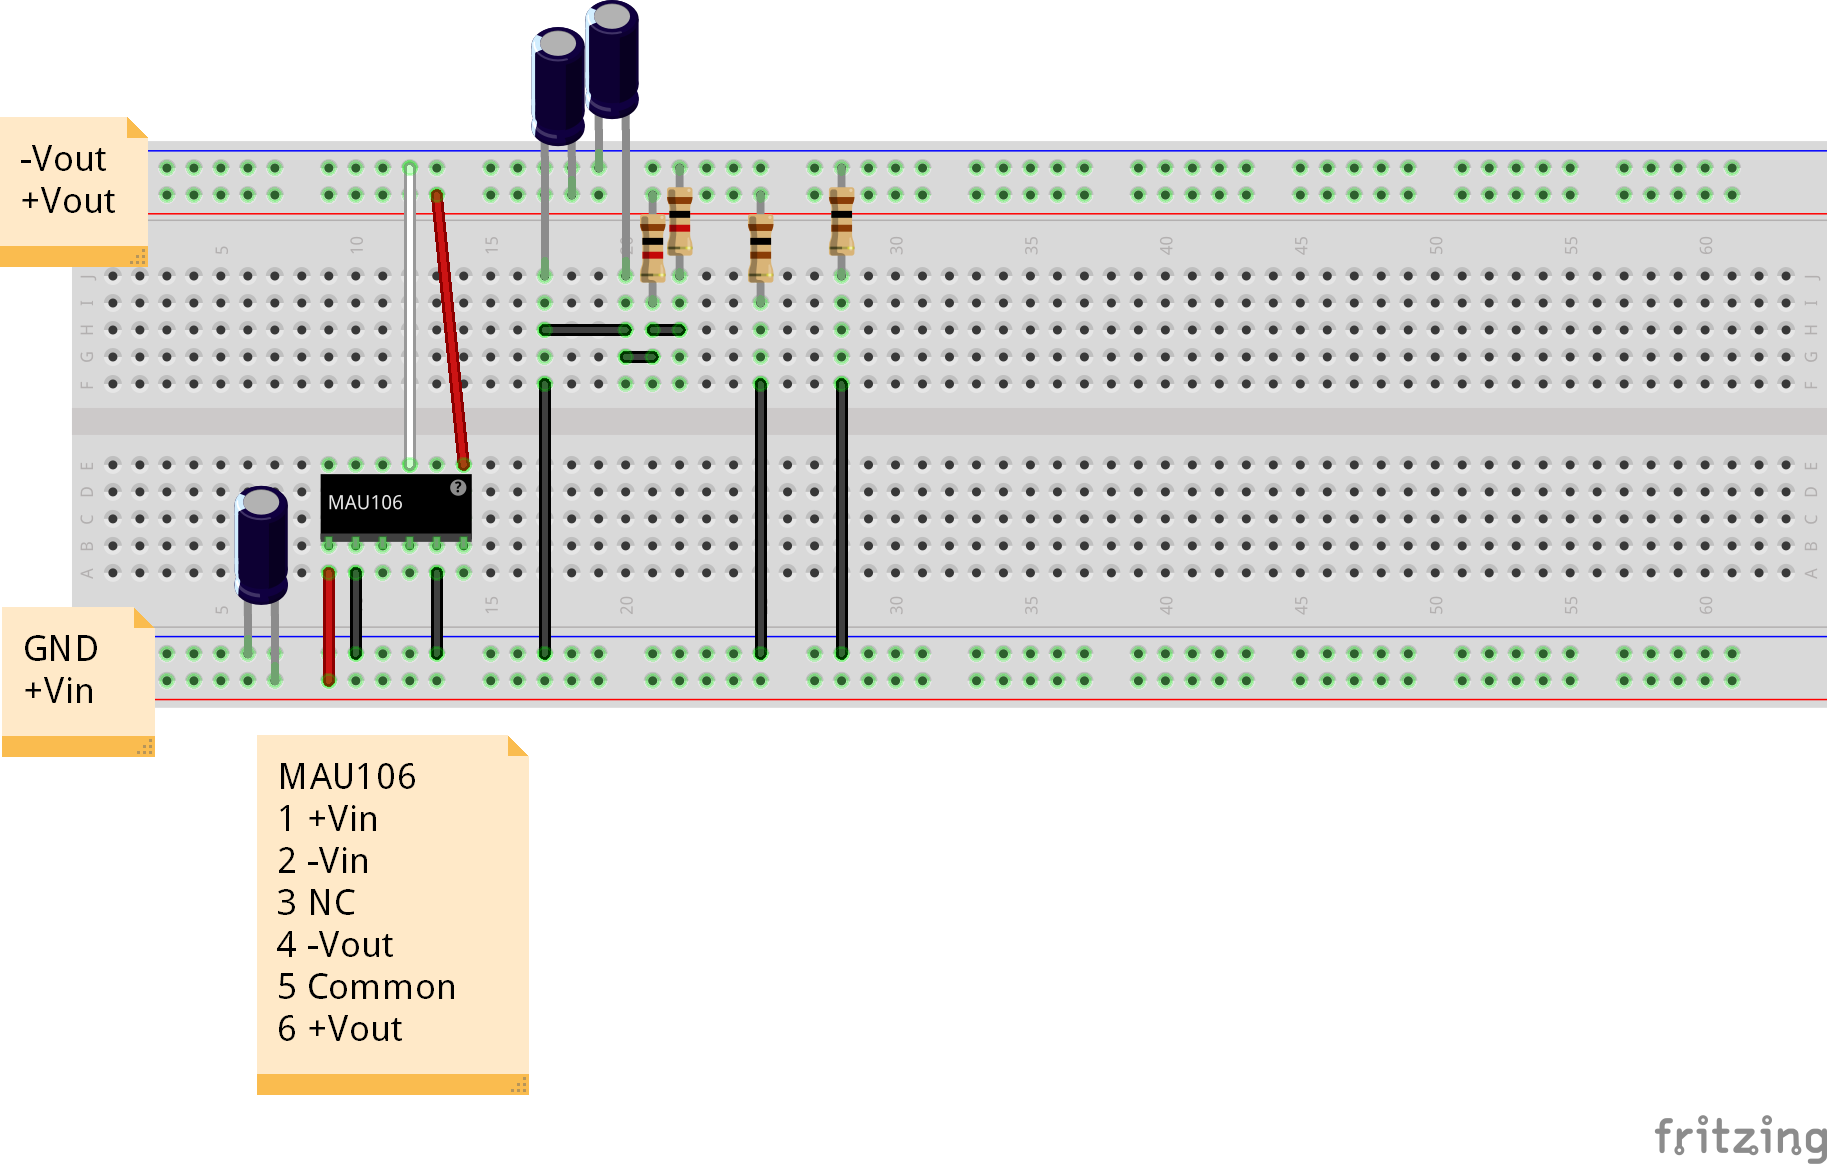 -Vout
+Vout
5 10 15 20 25 30 35 40 45 50 55 60
J J
I I
H H
G G
F F
E E
D D
C C
B B
A A
MAU106 ?
5 15 20 30 35 40 45 50 55 60
GND
+Vin
MAU106
1 +Vin
2 -Vin
3 NC
4 -Vout
5 Common
6 +Vout
fritzing